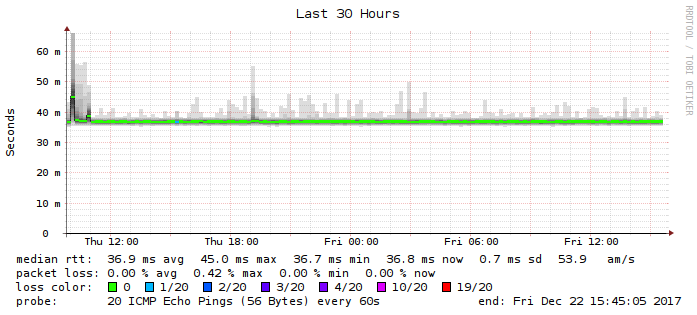 Last 30 Hours
RRDTOOL / TOBI OETIKER
Seconds
60 m
50 m
40 m
30 m
20 m
10 m
0
Thu 12:00 Thu 18:00 Fri 00:00 Fri 06:00 Fri 12:00
median rtt: 36.9 ms avg 45.0 ms max 36.7 ms min 36.8 ms now 0.7 ms sd 53.9 am/s
packet loss: 0.00 % avg 0.42 % max 0.00 % min 0.00 % now
loss color: 0 1/20 2/20 3/20 4/20 10/20 19/20
probe: 20 ICMP Echo Pings (56 Bytes) every 60s end: Fri Dec 22 15:45:05 2017